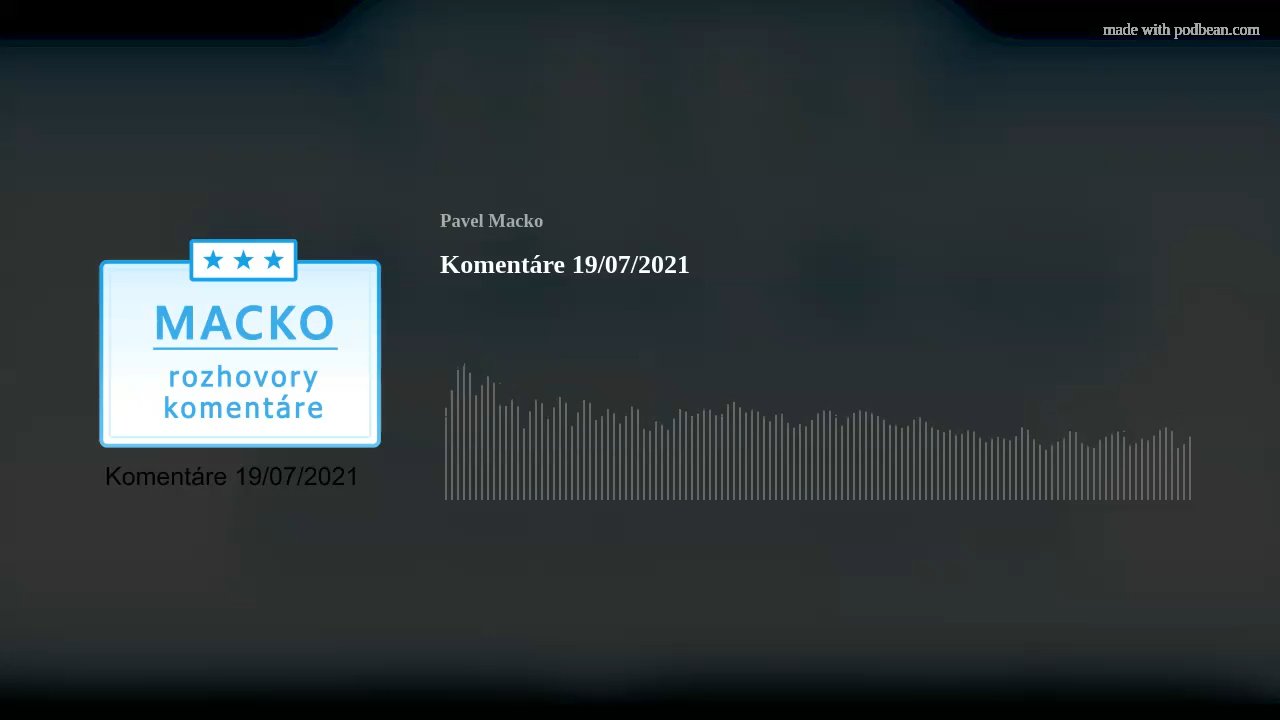 made with podbean.com
Pavel Macko
Komentáre 19/07/2021
MACKO
rozhovory
komentáre
Komentáre 19/07/2021